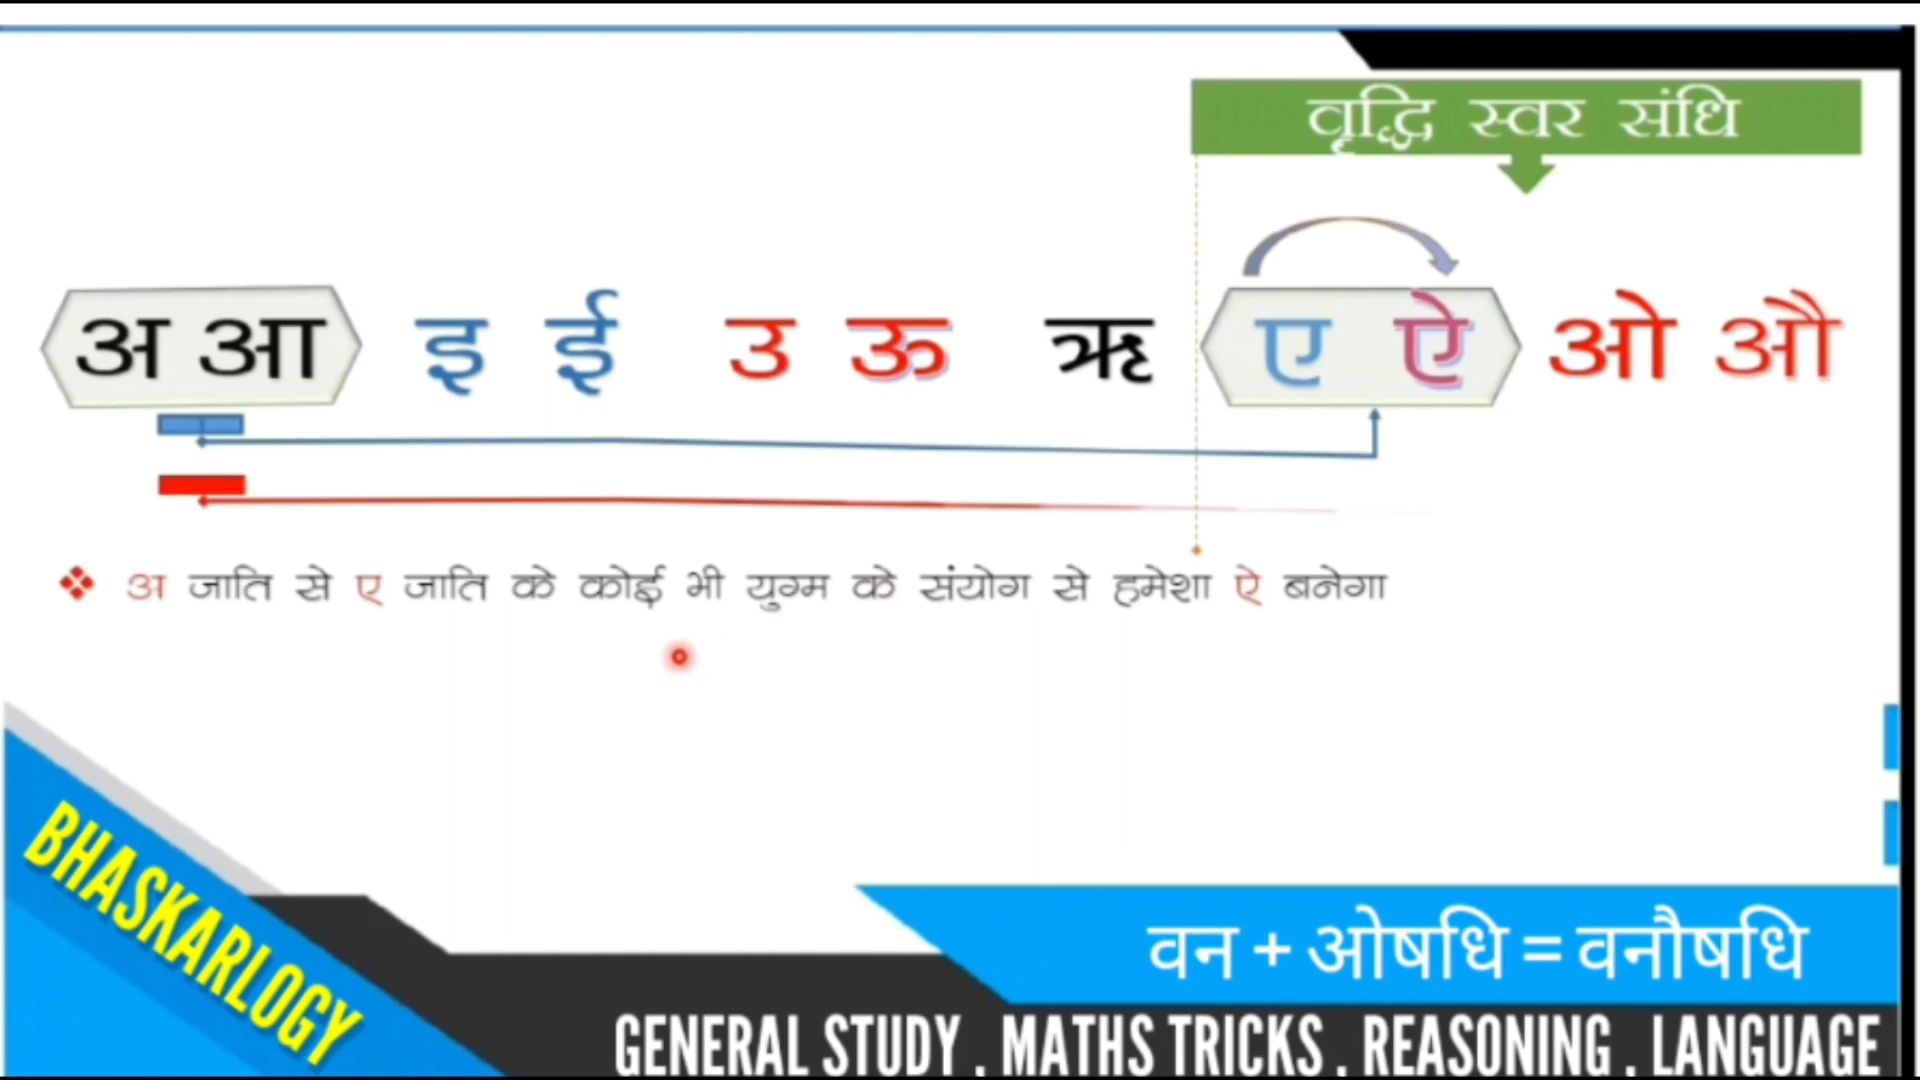 वृद्धि स्वर संधि
अ आ इ ई उ ऊ ऋ ए ऐ ओ औ
अ जाति से ए जाति के कोई भी युग्म के संयोग से हमेशा ऐ बनेगा
BHASKARLOGY
वन + ओषधि = वनौषधि
GENERAL STUDY . MATHS TRICKS . REASONING . LANGUAGE